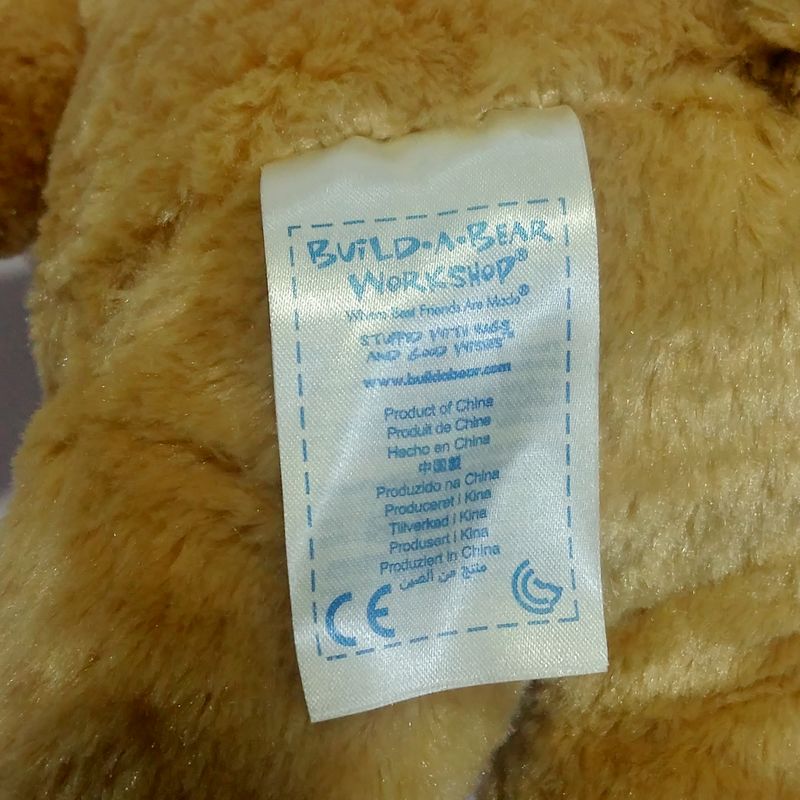 BUILD•A•BEAR
WORKSHOP®
Where Best Friends Are Made®
STUFFED WITH HUGS
AND GOOD WISHES
www.buildabear.com
Product of China
Produit de Chine
Hecho en China
中国製
Produzido na China
Produceret i Kina
Tillverkad i Kina
Produsert i Kina
Produziert in China
منتج من الصين
CE